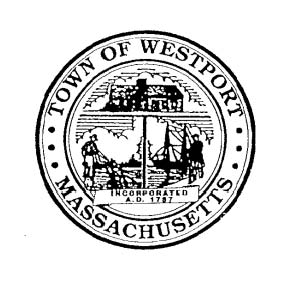 TOWN OF WESTPORT
INCORPORATED
A.D. 1787
MASSACHUSETTS